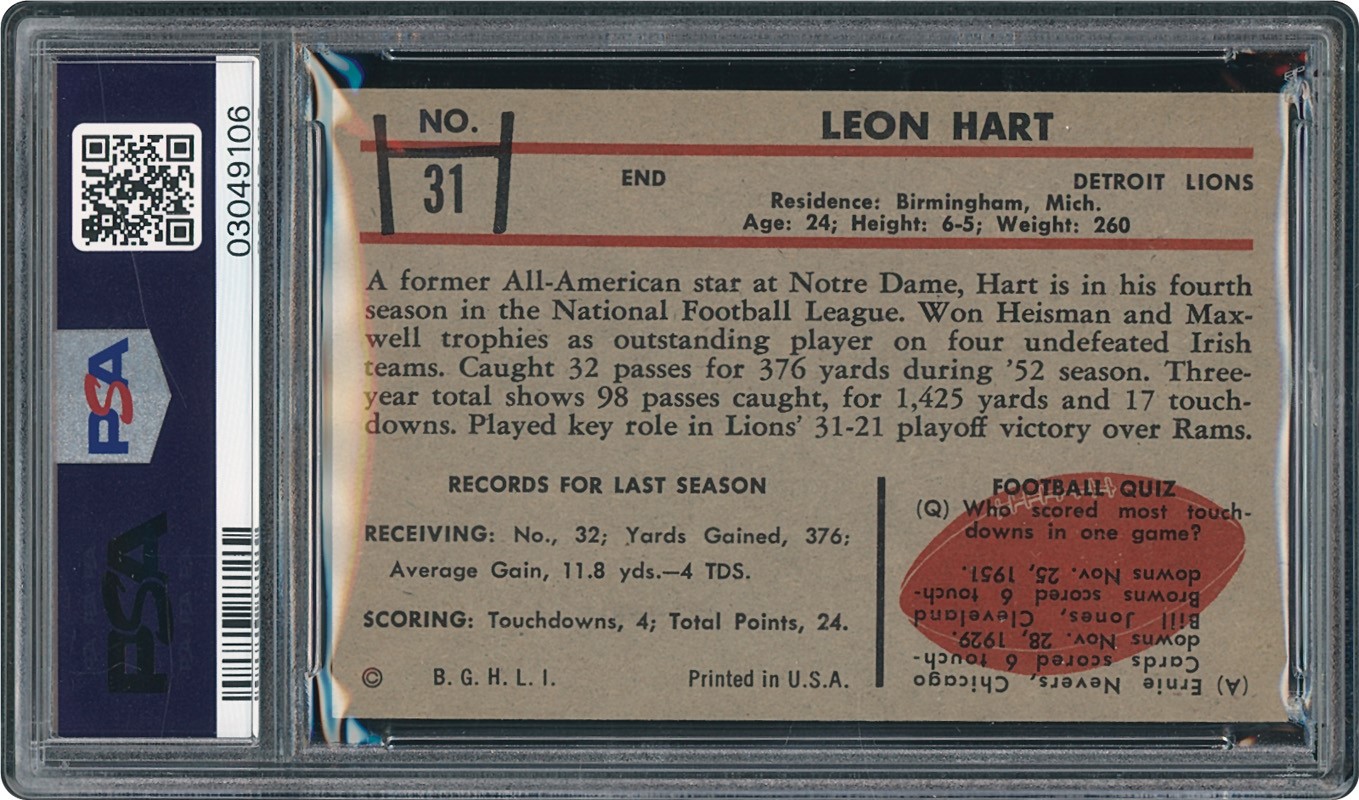 03049106
PSA
PSA
NO.
31
LEON HART
END
DETROIT LIONS
Residence: Birmingham, Mich.
Age: 24; Height: 6-5; Weight: 260
A former All-American star at Notre Dame, Hart is in his fourth
season in the National Football League. Won Heisman and Max-
well trophies as outstanding player on four undefeated Irish
teams. Caught 32 passes for 376 yards during '52 season. Three-
year total shows 98 passes caught, for 1,425 yards and 17 touch-
downs. Played key role in Lions' 31-21 playoff victory over Rams.
RECORDS FOR LAST SEASON
RECEIVING: No., 32; Yards Gained, 376;
Average Gain, 11.8 yds.—4 TDS.
SCORING: Touchdowns, 4; Total Points, 24.
© B. G. H. L. I.
Printed in U.S.A.
FOOTBALL QUIZ
(Q) Who scored most touch-
downs in one game?
(A) Ernie Nevers, Chicago
Cards scored 6 touch-
downs Nov. 28, 1929.
Bill Jones, Cleveland
Browns scored 6 touch-
downs Nov. 25, 1951.